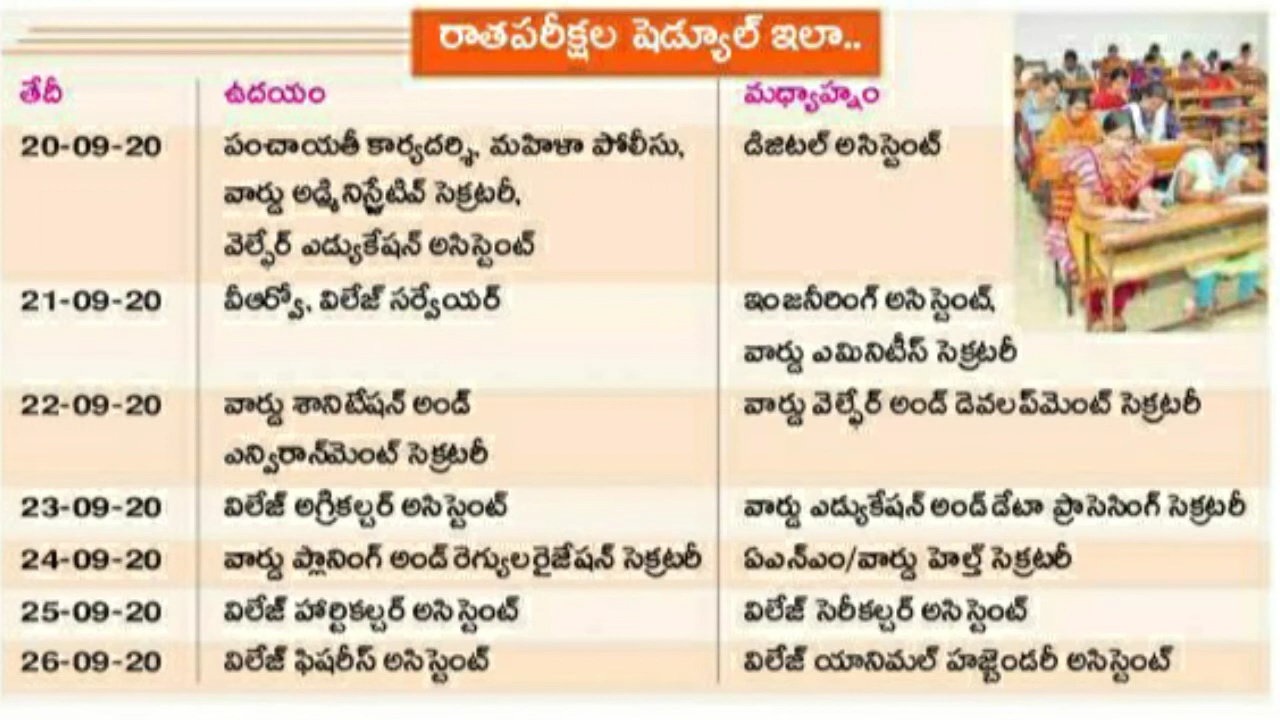 రాతపరీక్షల షెడ్యూల్ ఇలా..
తేదీ ఉదయం మధ్యాహ్నం
20-09-20 పంచాయతీ కార్యదర్శి, మహిళా పోలీసు, డిజిటల్ అసిస్టెంట్
వార్డు అడ్మినిస్ట్రేటివ్ సెక్రటరీ,
వెల్ఫేర్ ఎడ్యుకేషన్ అసిస్టెంట్
21-09-20 వీఆర్వో, విలేజ్ సర్వేయర్ ఇంజనీరింగ్ అసిస్టెంట్,
వార్డు ఎమినిటీస్ సెక్రటరీ
22-09-20 వార్డు శానిటేషన్ అండ్ వార్డు వెల్ఫేర్ అండ్ డెవలప్‌మెంట్ సెక్రటరీ
ఎన్విరాన్‌మెంట్ సెక్రటరీ
23-09-20 విలేజ్ అగ్రికల్చర్ అసిస్టెంట్ వార్డు ఎడ్యుకేషన్ అండ్ డేటా ప్రాసెసింగ్ సెక్రటరీ
24-09-20 వార్డు ప్లానింగ్ అండ్ రెగ్యులరైజేషన్ సెక్రటరీ ఏఎన్ఎం/వార్డు హెల్త్ సెక్రటరీ
25-09-20 విలేజ్ హార్టికల్చర్ అసిస్టెంట్ విలేజ్ సెరీకల్చర్ అసిస్టెంట్
26-09-20 విలేజ్ ఫిషరీస్ అసిస్టెంట్ విలేజ్ యానిమల్ హజ్బెండరీ అసిస్టెంట్